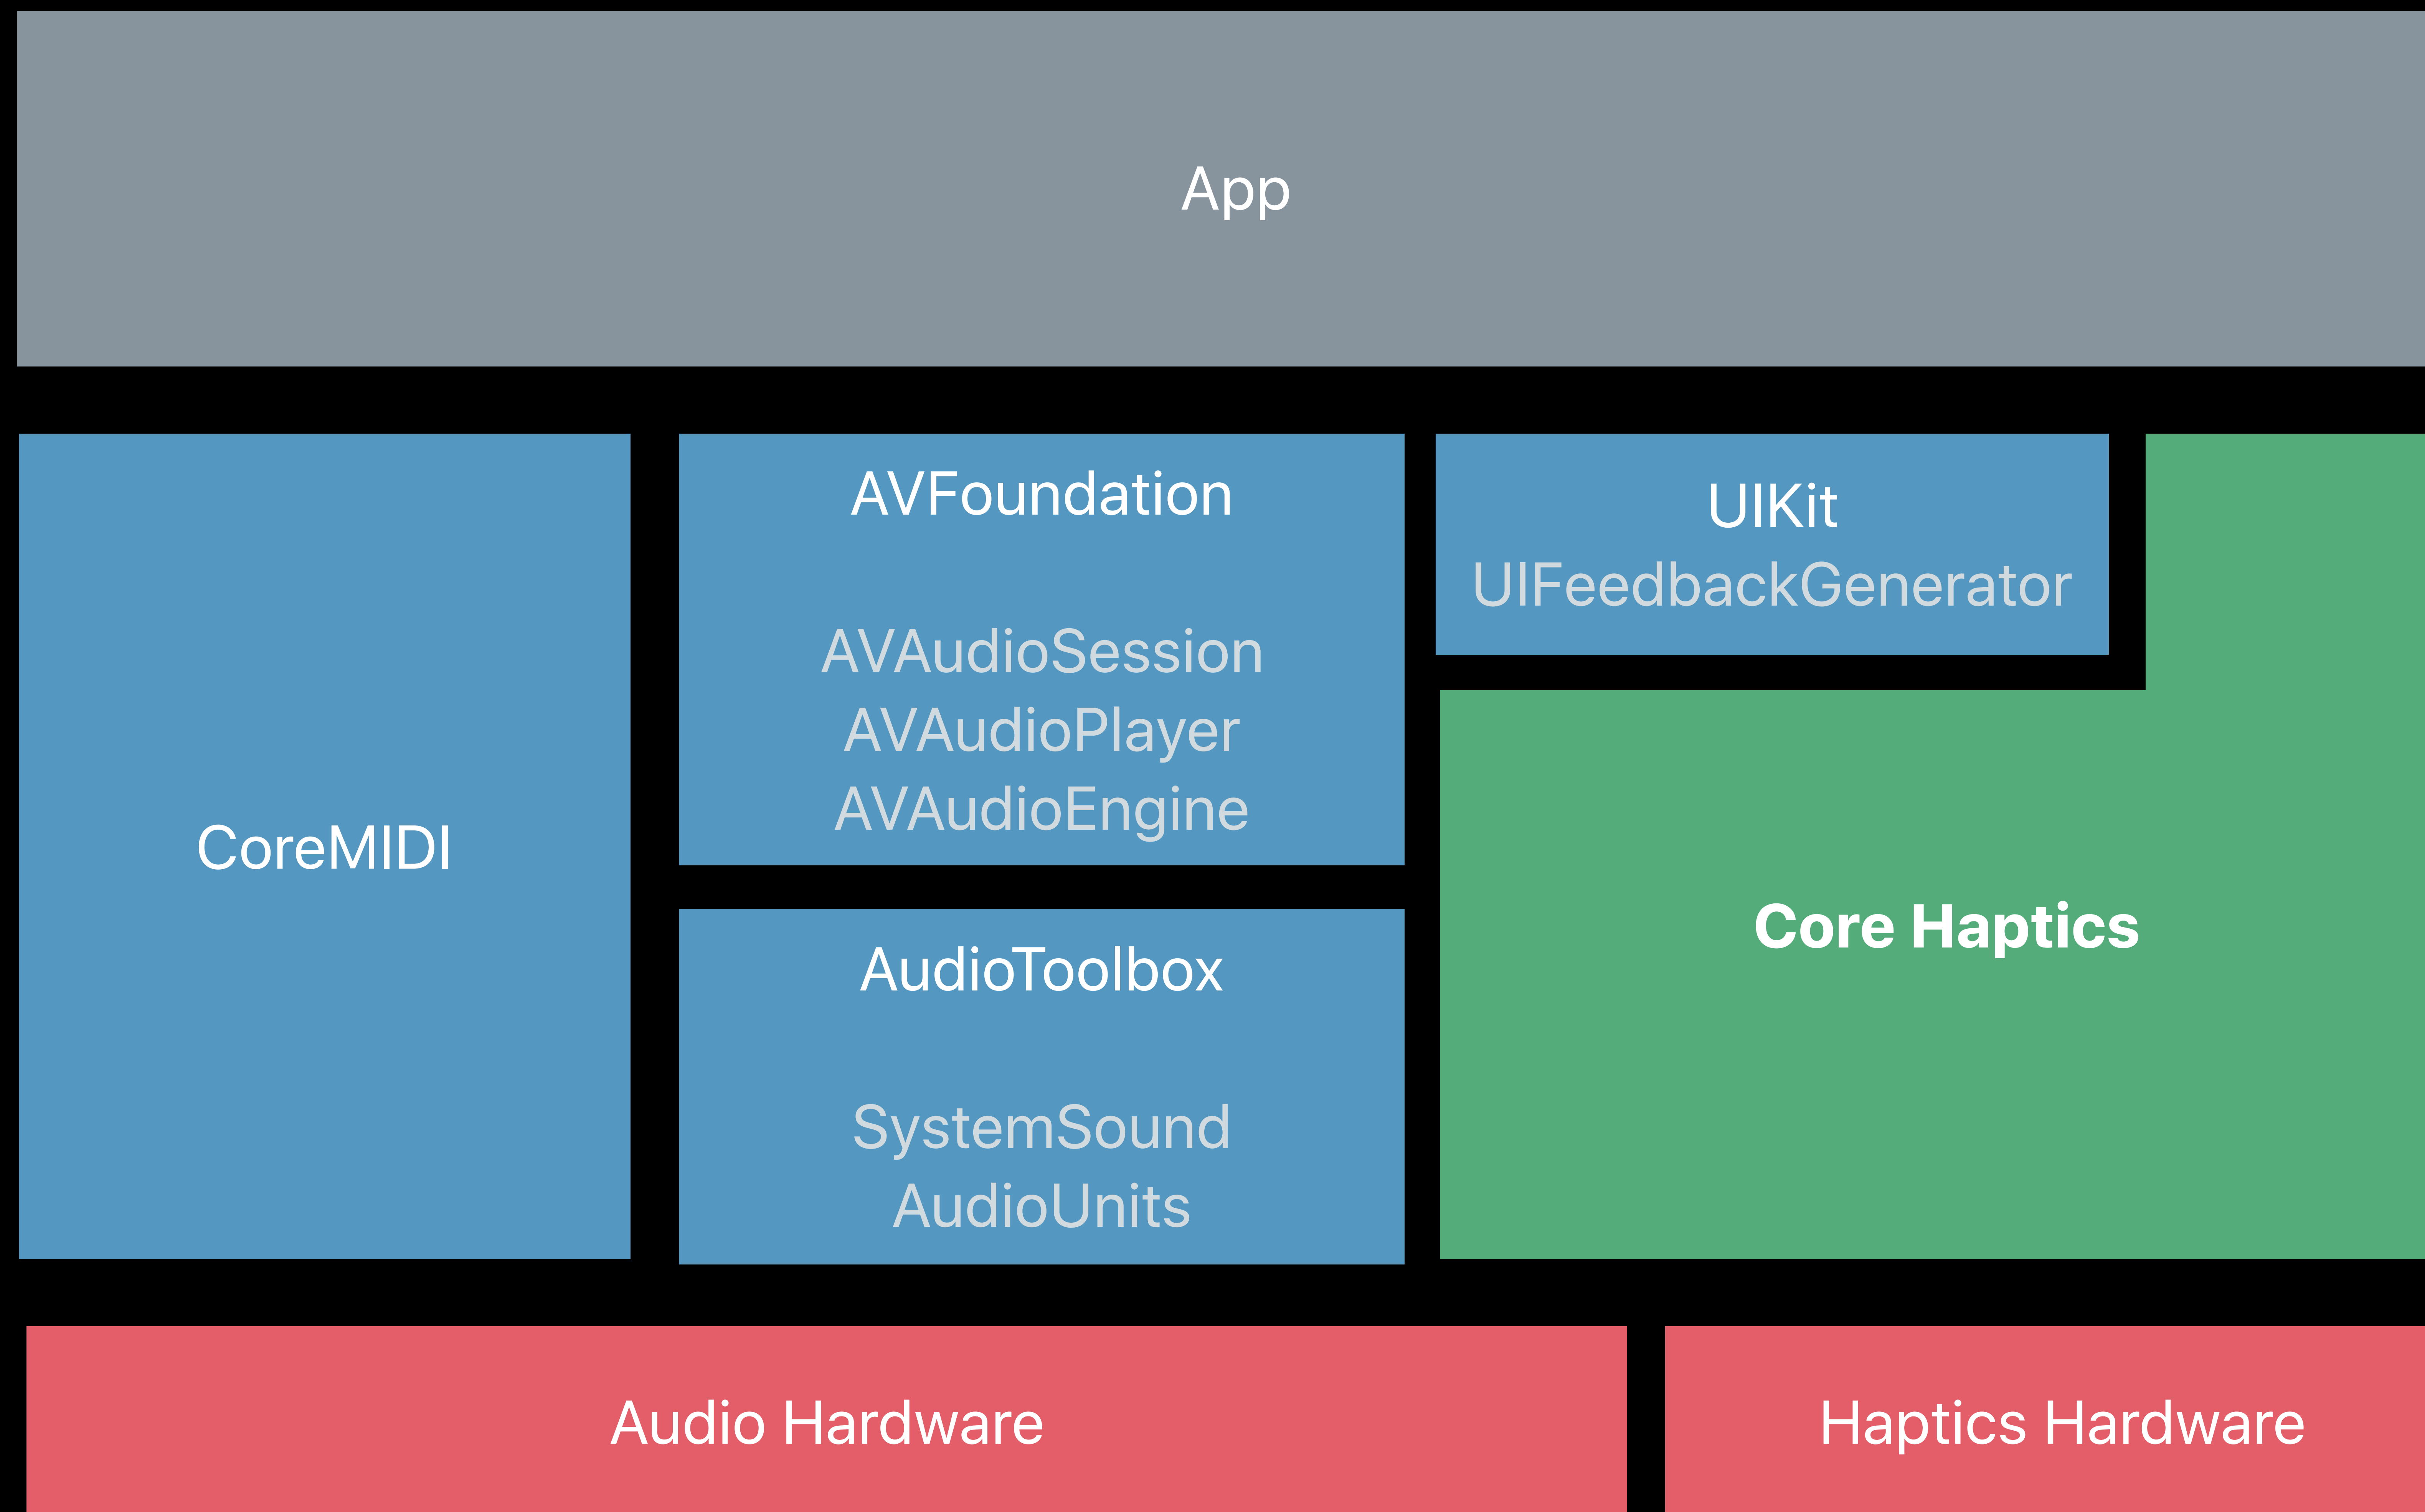 App
CoreMIDI
AVFoundation
AVAudioSession
AVAudioPlayer
AVAudioEngine
AudioToolbox
SystemSound
AudioUnits
UIKit
UIFeedbackGenerator
Core Haptics
Audio Hardware
Haptics Hardware